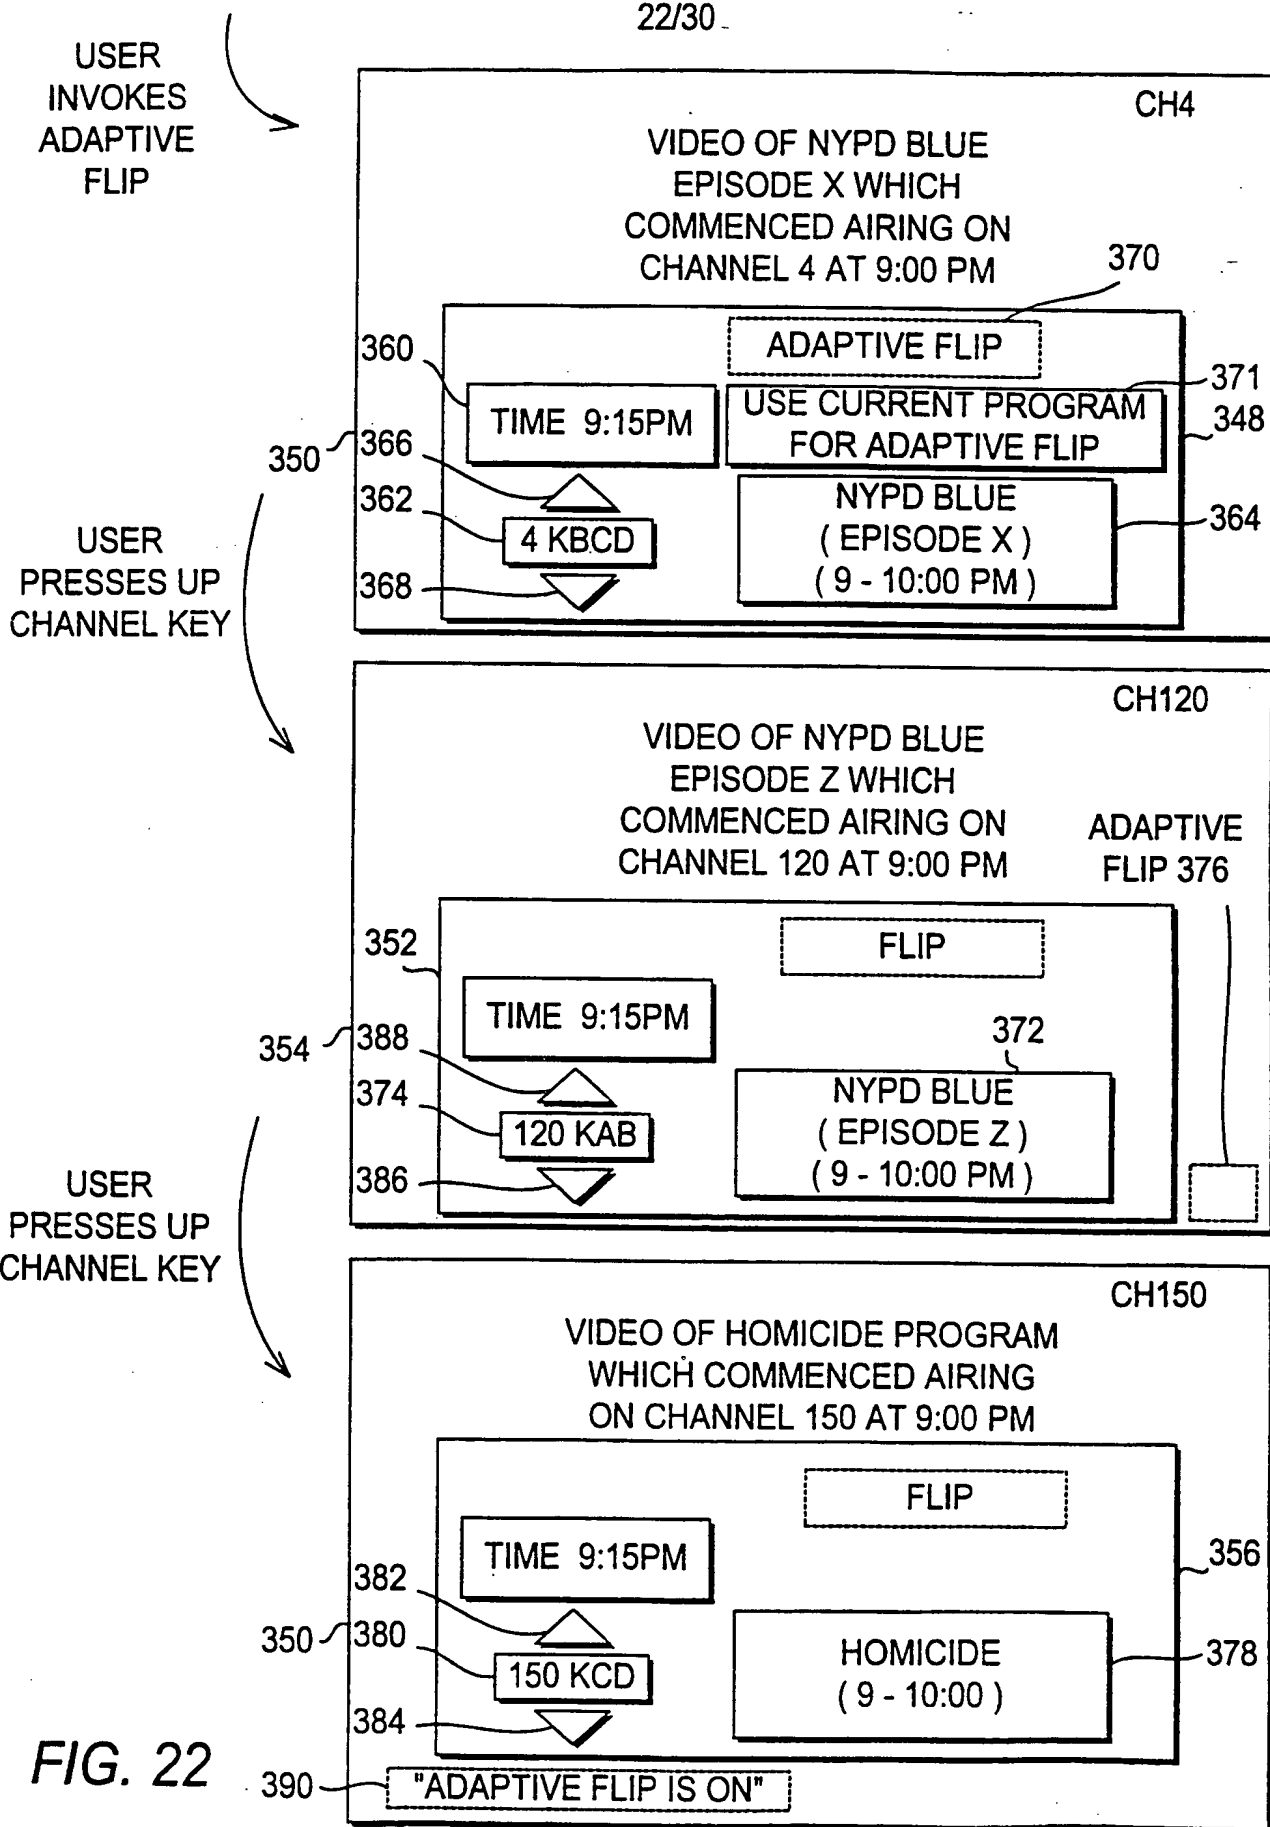 22/30
USER
INVOKES
ADAPTIVE
FLIP
CH4
VIDEO OF NYPD BLUE
EPISODE X WHICH
COMMENCED AIRING ON
CHANNEL 4 AT 9:00 PM
370
ADAPTIVE FLIP
360
371
TIME 9:15PM
USE CURRENT PROGRAM
FOR ADAPTIVE FLIP
348
350
366
362
4 KBCD
NYPD BLUE
( EPISODE X )
( 9 - 10:00 PM )
364
368
USER
PRESSES UP
CHANNEL KEY
CH120
VIDEO OF NYPD BLUE
EPISODE Z WHICH
COMMENCED AIRING ON
CHANNEL 120 AT 9:00 PM
ADAPTIVE
FLIP 376
352
FLIP
TIME 9:15PM
354
388
372
374
120 KAB
NYPD BLUE
( EPISODE Z )
( 9 - 10:00 PM )
386
USER
PRESSES UP
CHANNEL KEY
CH150
VIDEO OF HOMICIDE PROGRAM
WHICH COMMENCED AIRING
ON CHANNEL 150 AT 9:00 PM
FLIP
TIME 9:15PM
356
382
350
380
150 KCD
HOMICIDE
( 9 - 10:00 )
378
384
FIG. 22
390
"ADAPTIVE FLIP IS ON"